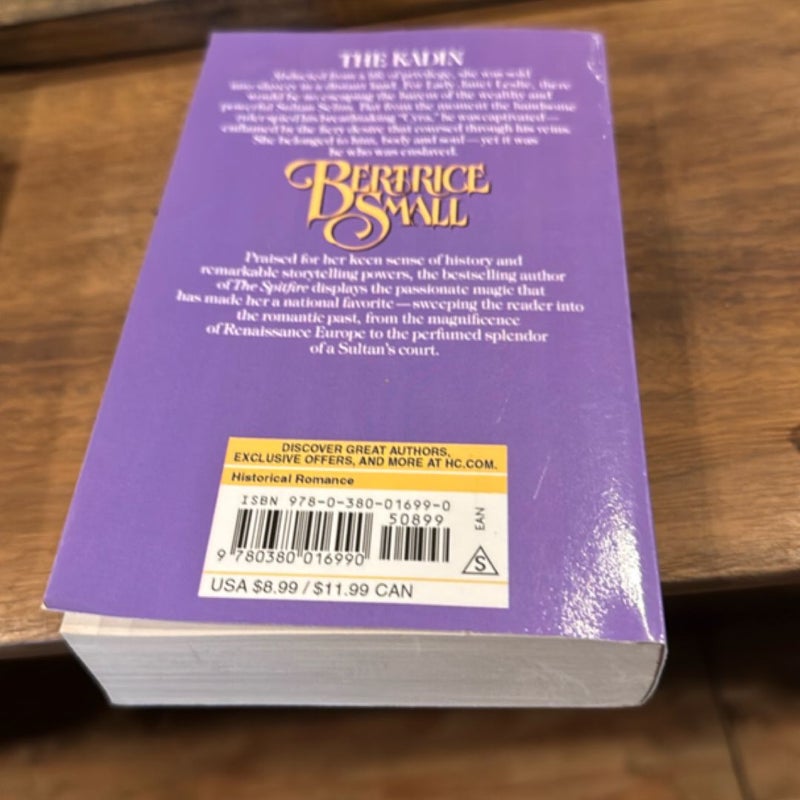 THE KADIN
Abducted from a life of privilege, she was sold
into slavery in a distant land. For Lady Janet Leslie, there
would be no escaping the harem of the wealthy and
powerful Sultan Selim. But from the moment the handsome
ruler spied his breathtaking "Cyra," he was captivated—
enflamed by the fiery desire that coursed through his veins.
She belonged to him, body and soul—yet it was
he who was enslaved.
BERTRICE
SMALL
Praised for her keen sense of history and
remarkable storytelling powers, the bestselling author
of The Spitfire displays the passionate magic that
has made her a national favorite—sweeping the reader into
the romantic past, from the magnificence
of Renaissance Europe to the perfumed splendor
of a Sultan's court.
DISCOVER GREAT AUTHORS,
EXCLUSIVE OFFERS, AND MORE AT HC.COM.
Historical Romance
ISBN 978-0-380-01699-0
50899
EAN
9 780380 016990
S
USA $8.99 / $11.99 CAN